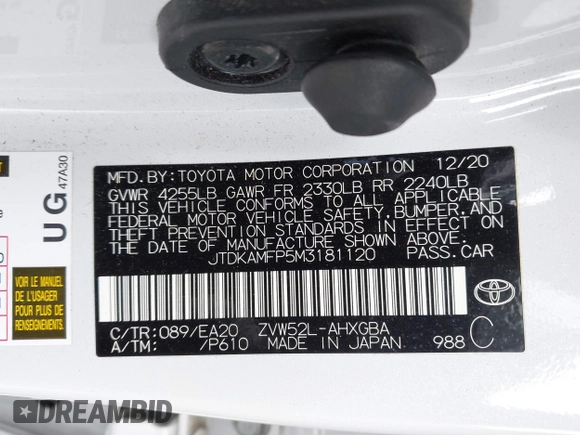 MFD. BY: TOYOTA MOTOR CORPORATION 12/20
GVWR 4255LB GAWR FR 2330LB RR 2240LB
THIS VEHICLE CONFORMS TO ALL APPLICABLE
FEDERAL MOTOR VEHICLE SAFETY, BUMPER, AND
THEFT PREVENTION STANDARDS IN EFFECT ON
THE DATE OF MANUFACTURE SHOWN ABOVE.
JTDKAMFP5M3181120 PASS. CAR
C/TR: 089/EA20 ZVW52L-AHXGBA
A/TM: /P610 MADE IN JAPAN 988 C
UG
47A30
VOIR LE MANUEL
DE L'USAGER
POUR PLUS DE
RENSEIGNEMENTS.
DREAMBID